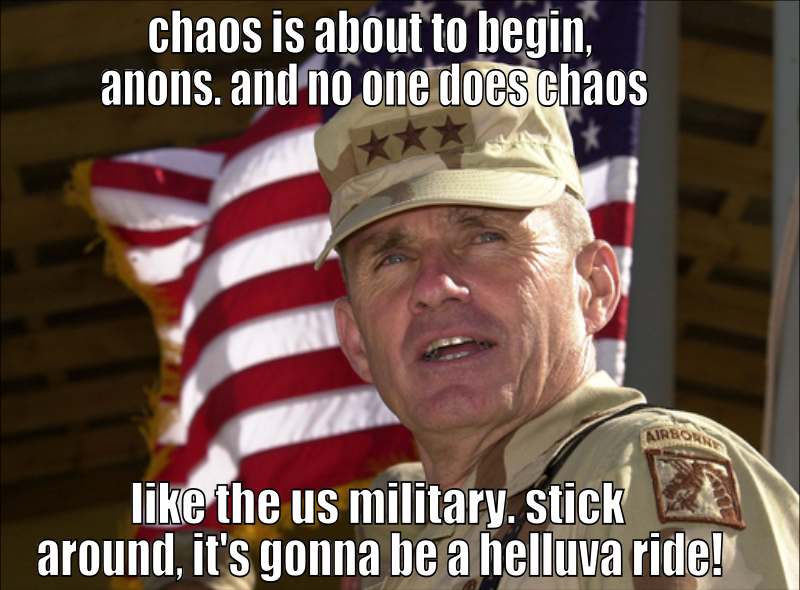 chaos is about to begin,
anons. and no one does chaos
AIRBORNE
like the us military. stick
around, it's gonna be a helluva ride!